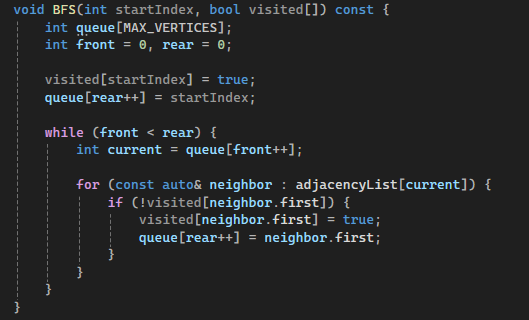 void BFS(int startIndex, bool visited[]) const {
    int queue[MAX_VERTICES];
    int front = 0, rear = 0;

    visited[startIndex] = true;
    queue[rear++] = startIndex;

    while (front < rear) {
        int current = queue[front++];

        for (const auto& neighbor : adjacencyList[current]) {
            if (!visited[neighbor.first]) {
                visited[neighbor.first] = true;
                queue[rear++] = neighbor.first;
            }
        }
    }
}